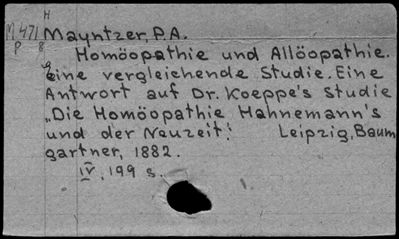 H
M 471 Mayntzer, P.A.
P 8
Homöopathie und Allöopathie.
eine vergleichende Studie. Eine
Antwort auf Dr. Koeppe's Studie
„Die Homöopathie Hahnemann's
und der Neuzeit." Leipzig, Baum
gartner, 1882.
IV, 199 s.